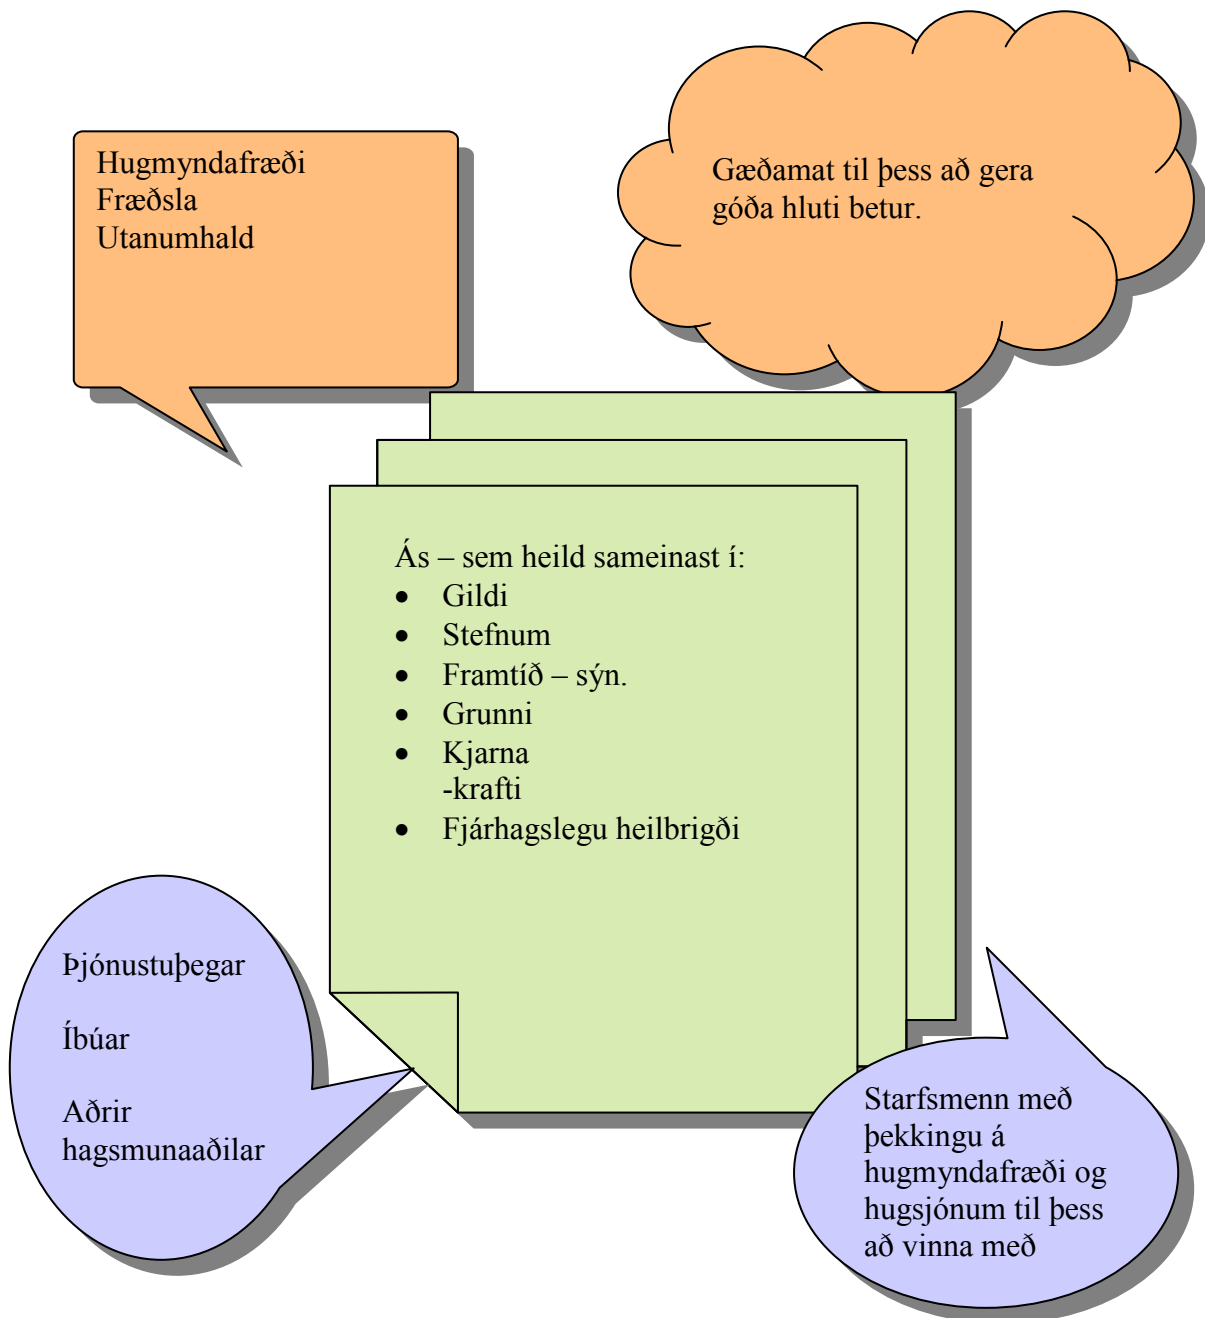 Hugmyndafræði
Fræðsla
Utanumhald
Gæðamat til þess að gera
góða hluti betur.
Ás – sem heild sameinast í:
• Gildi
• Stefnum
• Framtíð – sýn.
• Grunni
• Kjarna
-krafti
• Fjárhagslegu heilbrigði
Þjónustuþegar
Íbúar
Aðrir
hagsmunaaðilar
Starfsmenn með
þekkingu á
hugmyndafræði og
hugsjónum til þess
að vinna með